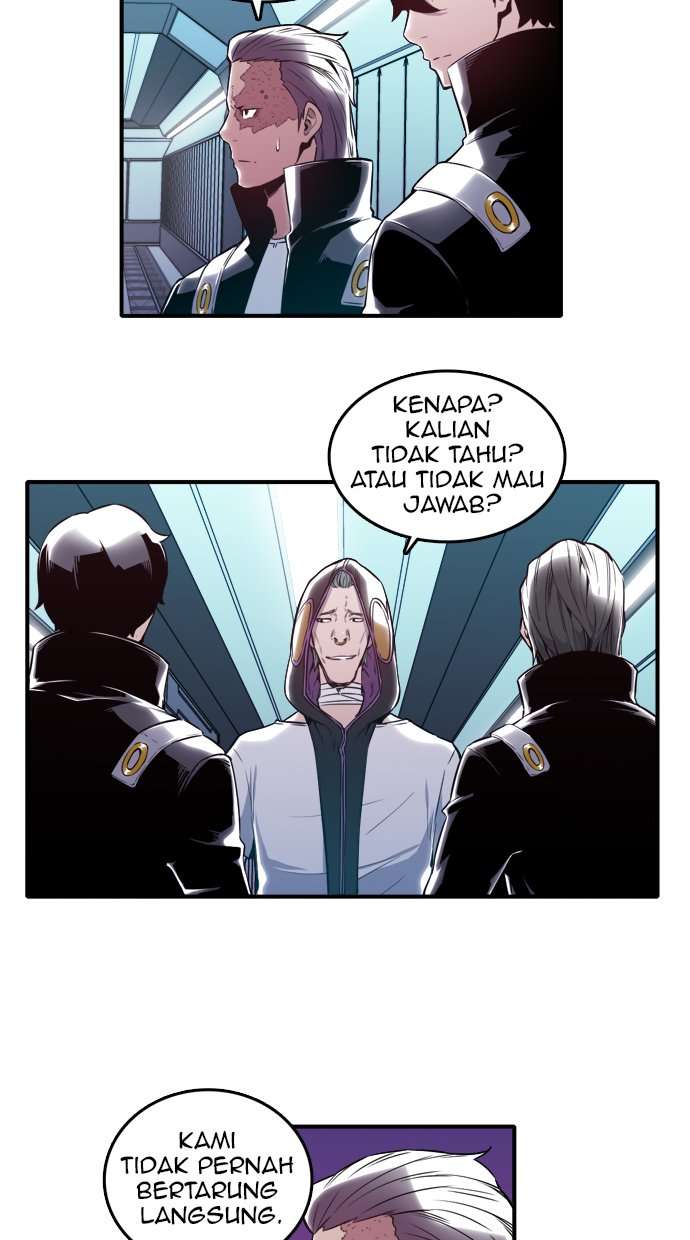 KENAPA?
KALIAN
TIDAK TAHU?
ATAU TIDAK MAU
JAWAB?
KAMI
TIDAK PERNAH
BERTARUNG
LANGSUNG.